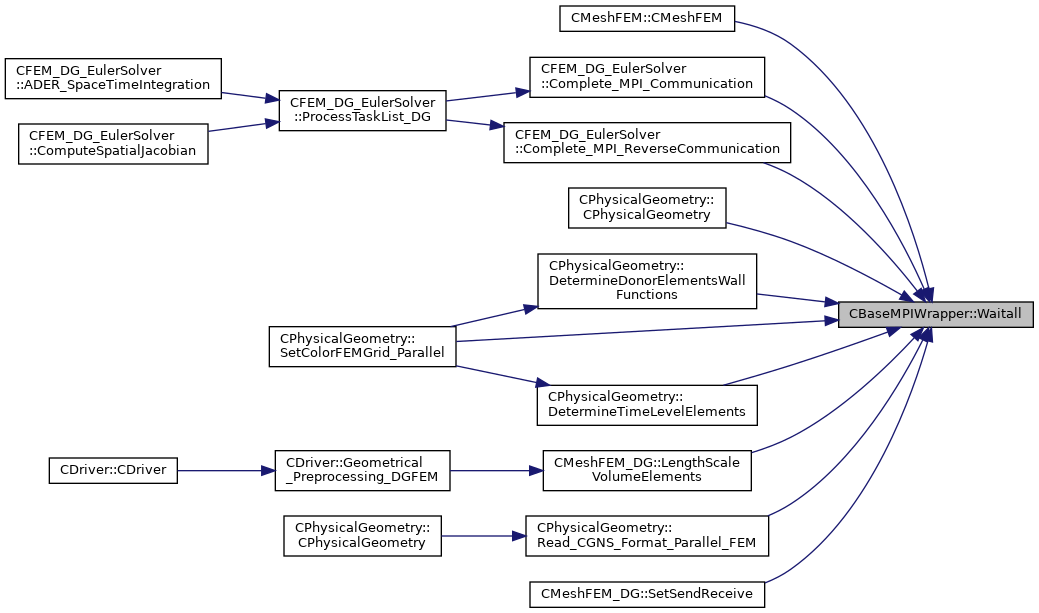 CMeshFEM::CMeshFEM
CFEM_DG_EulerSolver
::ADER_SpaceTimeIntegration
CFEM_DG_EulerSolver
::Complete_MPI_Communication
CFEM_DG_EulerSolver
::ProcessTaskList_DG
CFEM_DG_EulerSolver
::ComputeSpatialJacobian
CFEM_DG_EulerSolver
::Complete_MPI_ReverseCommunication
CPhysicalGeometry::
CPhysicalGeometry
CPhysicalGeometry::
DetermineDonorElementsWall
Functions
CBaseMPIWrapper::Waitall
CPhysicalGeometry::
SetColorFEMGrid_Parallel
CPhysicalGeometry::
DetermineTimeLevelElements
CDriver::CDriver
CDriver::Geometrical
_Preprocessing_DGFEM
CMeshFEM_DG::LengthScale
VolumeElements
CPhysicalGeometry::
CPhysicalGeometry
CPhysicalGeometry::
Read_CGNS_Format_Parallel_FEM
CMeshFEM_DG::SetSendReceive